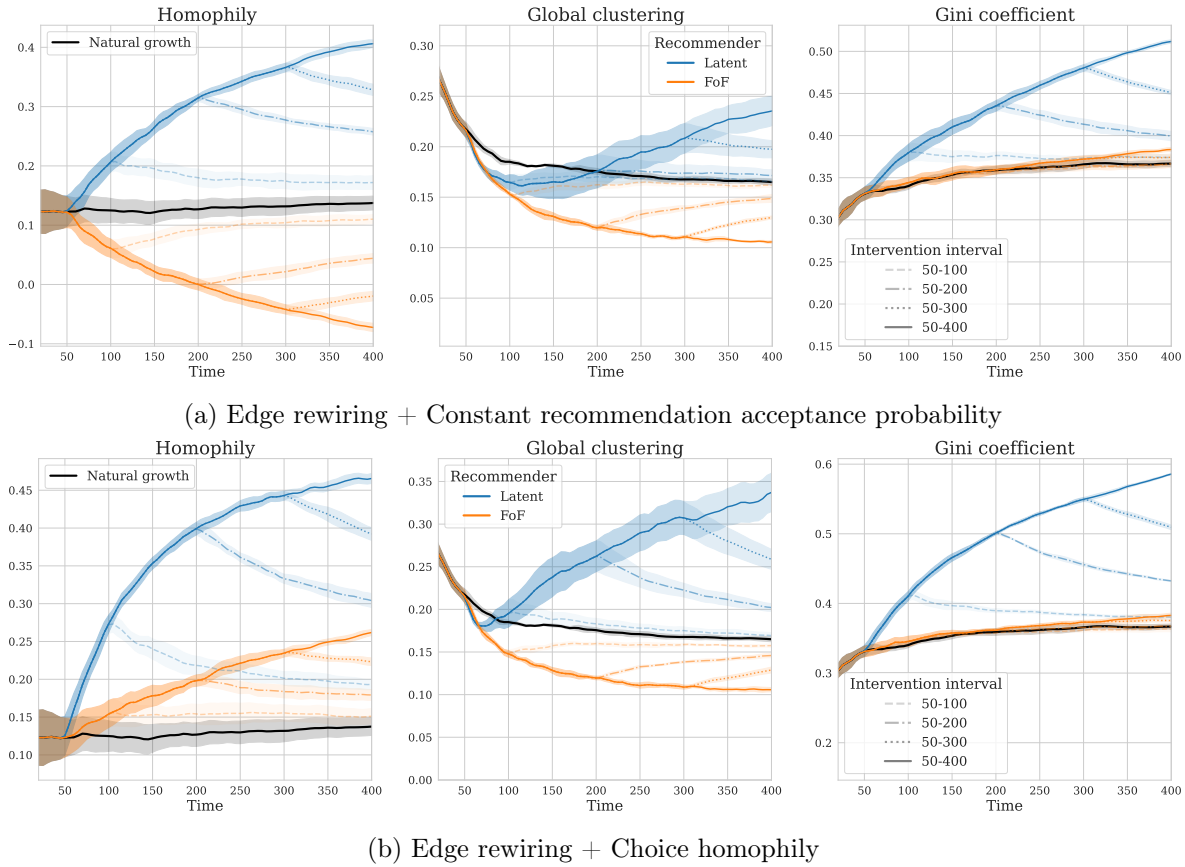 Homophily
Global clustering
Gini coefficient
Natural growth
Recommender
Latent
FoF
Intervention interval
50-100
50-200
50-300
50-400
0.4
0.3
0.2
0.1
0.0
−0.1
0.30
0.25
0.20
0.15
0.10
0.05
0.50
0.45
0.40
0.35
0.30
0.25
0.20
0.15
50 100 150 200 250 300 350 400
50 100 150 200 250 300 350 400
50 100 150 200 250 300 350 400
Time
Time
Time
(a) Edge rewiring + Constant recommendation acceptance probability
Homophily
Global clustering
Gini coefficient
Natural growth
Recommender
Latent
FoF
Intervention interval
50-100
50-200
50-300
50-400
0.45
0.40
0.35
0.30
0.25
0.20
0.15
0.10
0.35
0.30
0.25
0.20
0.15
0.10
0.05
0.00
0.6
0.5
0.4
0.3
0.2
50 100 150 200 250 300 350 400
50 100 150 200 250 300 350 400
50 100 150 200 250 300 350 400
Time
Time
Time
(b) Edge rewiring + Choice homophily